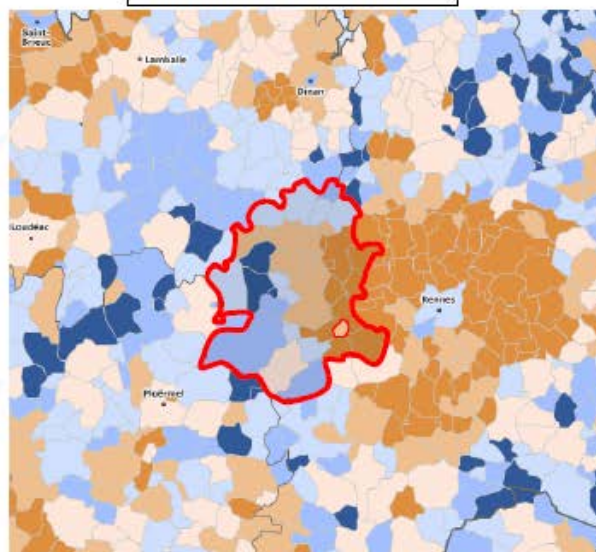 Saint-
Brieuc
Lamballe
Dinan
Loudéac
Rennes
Ploërmel